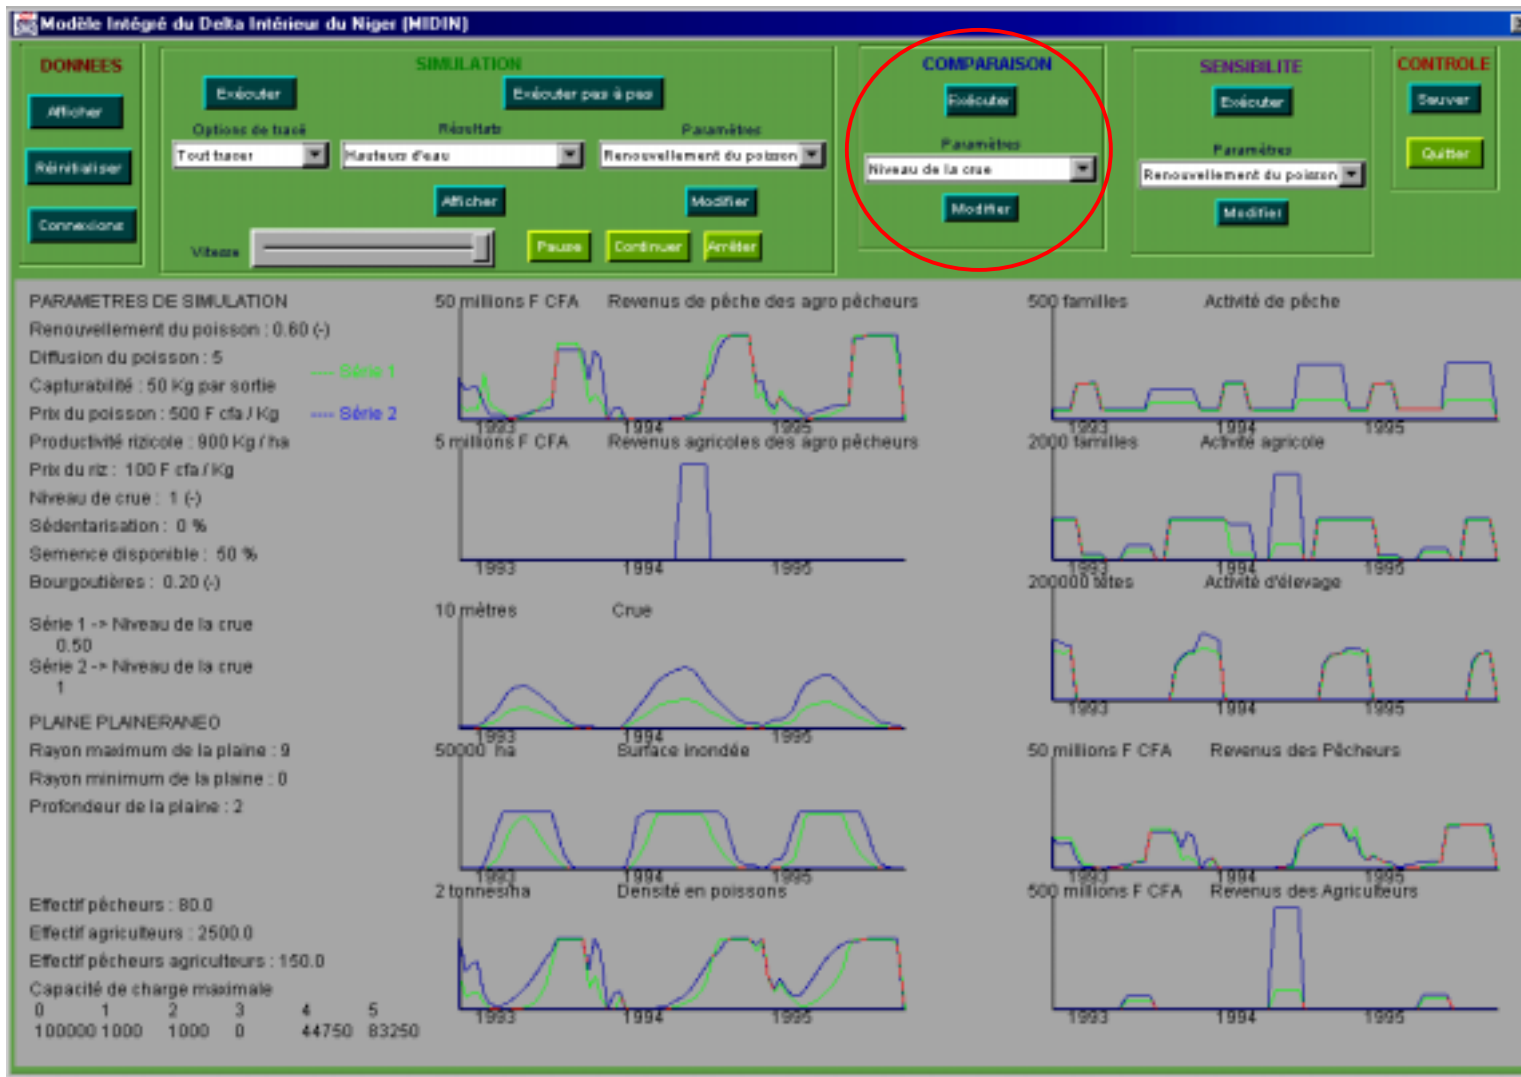 Modèle Intégré du Delta Intérieur du Niger (MIDIN)
DONNEES
Afficher
Réinitialiser
Connexions
SIMULATION
Exécuter
Exécuter pas à pas
Options de tracé
Résultats
Paramètres
Tout tracer
Hauteurs d'eau
Renouvellement du poisson
Afficher
Modifier
Vitesse
Pause
Continuer
Arrêter
COMPARAISON
Exécuter
Paramètres
Niveau de la crue
Modifier
SENSIBILITE
Exécuter
Paramètres
Renouvellement du poisson
Modifier
CONTROLE
Sauver
Quitter
PARAMETRES DE SIMULATION
Renouvellement du poisson : 0.60 (-)
Diffusion du poisson : 5
Capturabilité : 50 Kg par sortie
Prix du poisson : 500 F cfa / Kg
Productivité rizicole : 900 Kg / ha
Prix du riz : 100 F cfa / Kg
Niveau de crue : 1 (-)
Sédentarisation : 0 %
Semence disponible : 50 %
Bourgoutières : 0.20 (-)
---- Série 1
---- Série 2
Série 1 -> Niveau de la crue
0.50
Série 2 -> Niveau de la crue
1
PLAINE PLAINERANEO
Rayon maximum de la plaine : 9
Rayon minimum de la plaine : 0
Profondeur de la plaine : 2
Effectif pêcheurs : 80.0
Effectif agriculteurs : 2500.0
Effectif pêcheurs agriculteurs : 150.0
Capacité de charge maximale
0 1 2 3 4 5
100000 1000 1000 0 44750 83250
50 millions F CFA Revenus de pêche des agro pêcheurs
1993 1994 1995
5 millions F CFA Revenus agricoles des agro pêcheurs
1993 1994 1995
10 mètres Crue
1993 1994 1995
50000 ha Surface inondée
1993 1994 1995
2 tonnes/ha Densité en poissons
1993 1994 1995
500 familles Activité de pêche
1993 1994 1995
2000 familles Activité agricole
1993 1994 1995
200000 têtes Activité d'élevage
1993 1994 1995
50 millions F CFA Revenus des Pêcheurs
1993 1994 1995
500 millions F CFA Revenus des Agriculteurs
1993 1994 1995